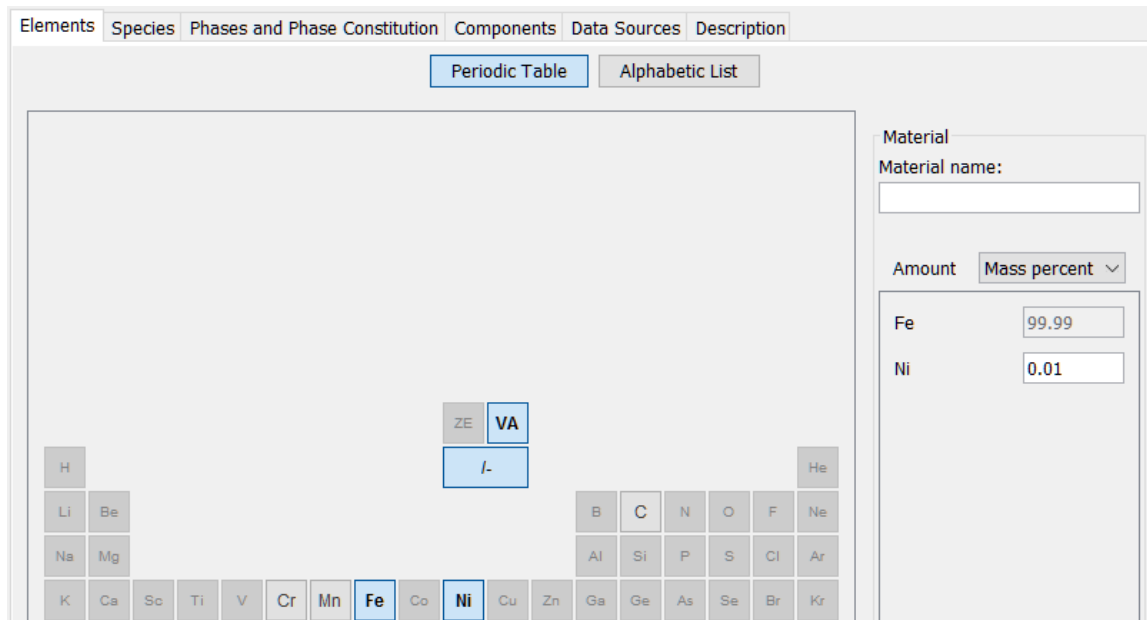 Elements Species Phases and Phase Constitution Components Data Sources Description
Periodic Table Alphabetic List
Material
Material name:
Amount Mass percent
Fe 99.99
Ni 0.01
ZE VA
H /- He
Li Be B C N O F Ne
Na Mg Al Si P S Cl Ar
K Ca Sc Ti V Cr Mn Fe Co Ni Cu Zn Ga Ge As Se Br Kr